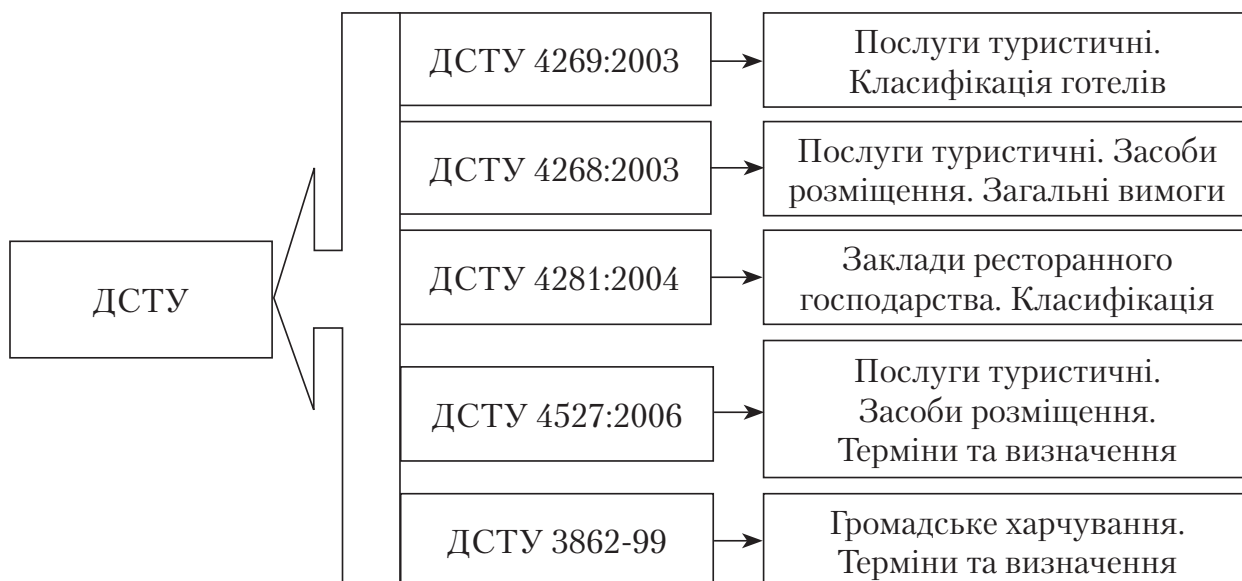 ДСТУ
ДСТУ 4269:2003
Послуги туристичні.
Класифікація готелів
ДСТУ 4268:2003
Послуги туристичні. Засоби
розміщення. Загальні вимоги
ДСТУ 4281:2004
Заклади ресторанного
господарства. Класифікація
ДСТУ 4527:2006
Послуги туристичні.
Засоби розміщення.
Терміни та визначення
ДСТУ 3862-99
Громадське харчування.
Терміни та визначення